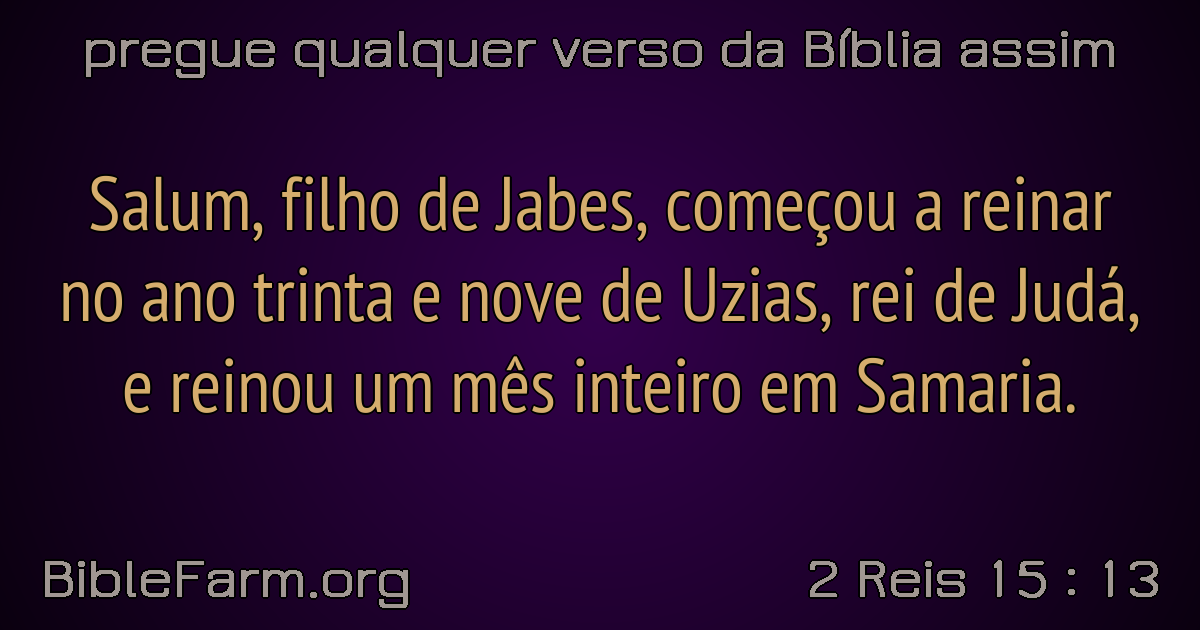 pregue qualquer verso da Bíblia assim
Salum, filho de Jabes, começou a reinar
no ano trinta e nove de Uzias, rei de Judá,
e reinou um mês inteiro em Samaria.
BibleFarm.org
2 Reis 15 : 13